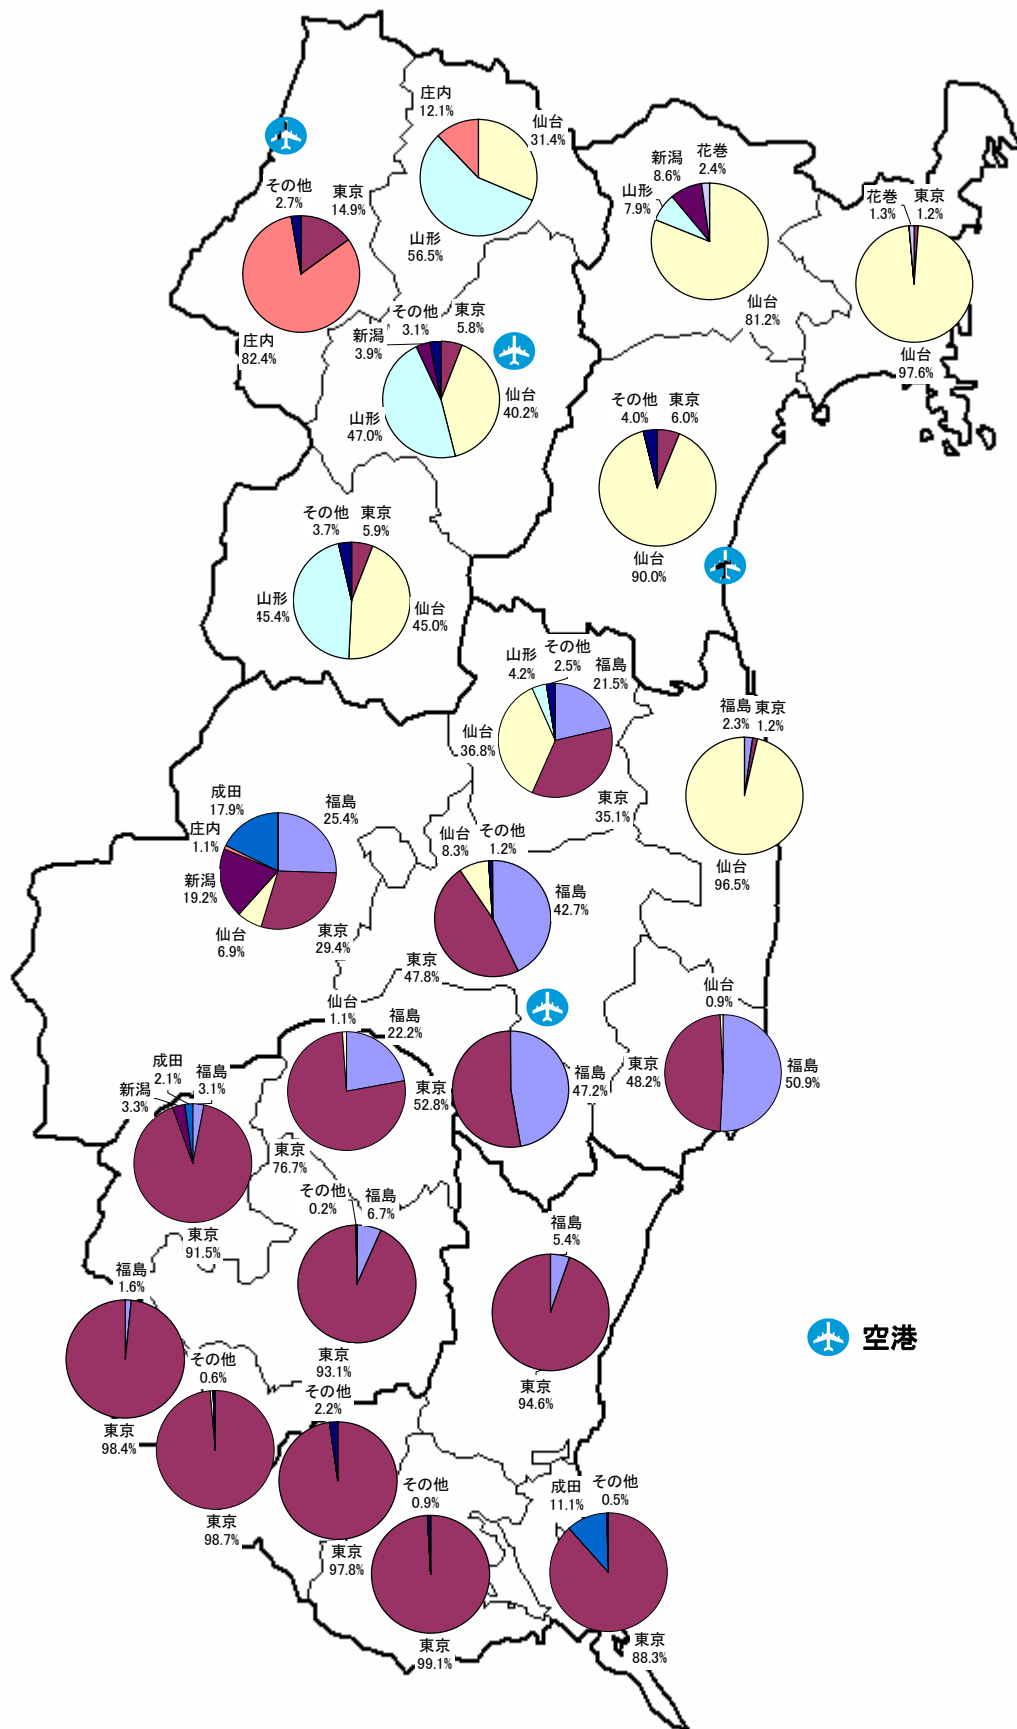 庄内
12.1%
仙台
31.4%
山形
56.5%
新潟
8.6%
花巻
2.4%
山形
7.9%
仙台
81.2%
花巻
1.3%
東京
1.2%
仙台
97.6%
その他
2.7%
東京
14.9%
庄内
82.4%
その他
3.1%
東京
5.8%
新潟
3.9%
仙台
40.2%
山形
47.0%
その他
4.0%
東京
6.0%
仙台
90.0%
その他
3.7%
東京
5.9%
山形
45.4%
仙台
45.0%
山形
4.2%
その他
2.5%
福島
21.5%
仙台
36.8%
東京
35.1%
福島
2.3%
東京
1.2%
仙台
96.5%
成田
17.9%
福島
25.4%
庄内
1.1%
新潟
19.2%
仙台
6.9%
東京
29.4%
仙台
8.3%
その他
1.2%
福島
42.7%
東京
47.8%
仙台
1.1%
福島
22.2%
東京
76.7%
福島
47.2%
東京
52.8%
仙台
0.9%
東京
48.2%
福島
50.9%
成田
2.1%
福島
3.1%
新潟
3.3%
東京
91.5%
その他
0.2%
福島
6.7%
東京
93.1%
福島
5.4%
東京
94.6%
福島
1.6%
東京
98.4%
その他
0.6%
東京
98.7%
その他
2.2%
東京
97.8%
その他
0.9%
東京
99.1%
成田
11.1%
その他
0.5%
東京
88.3%
空港